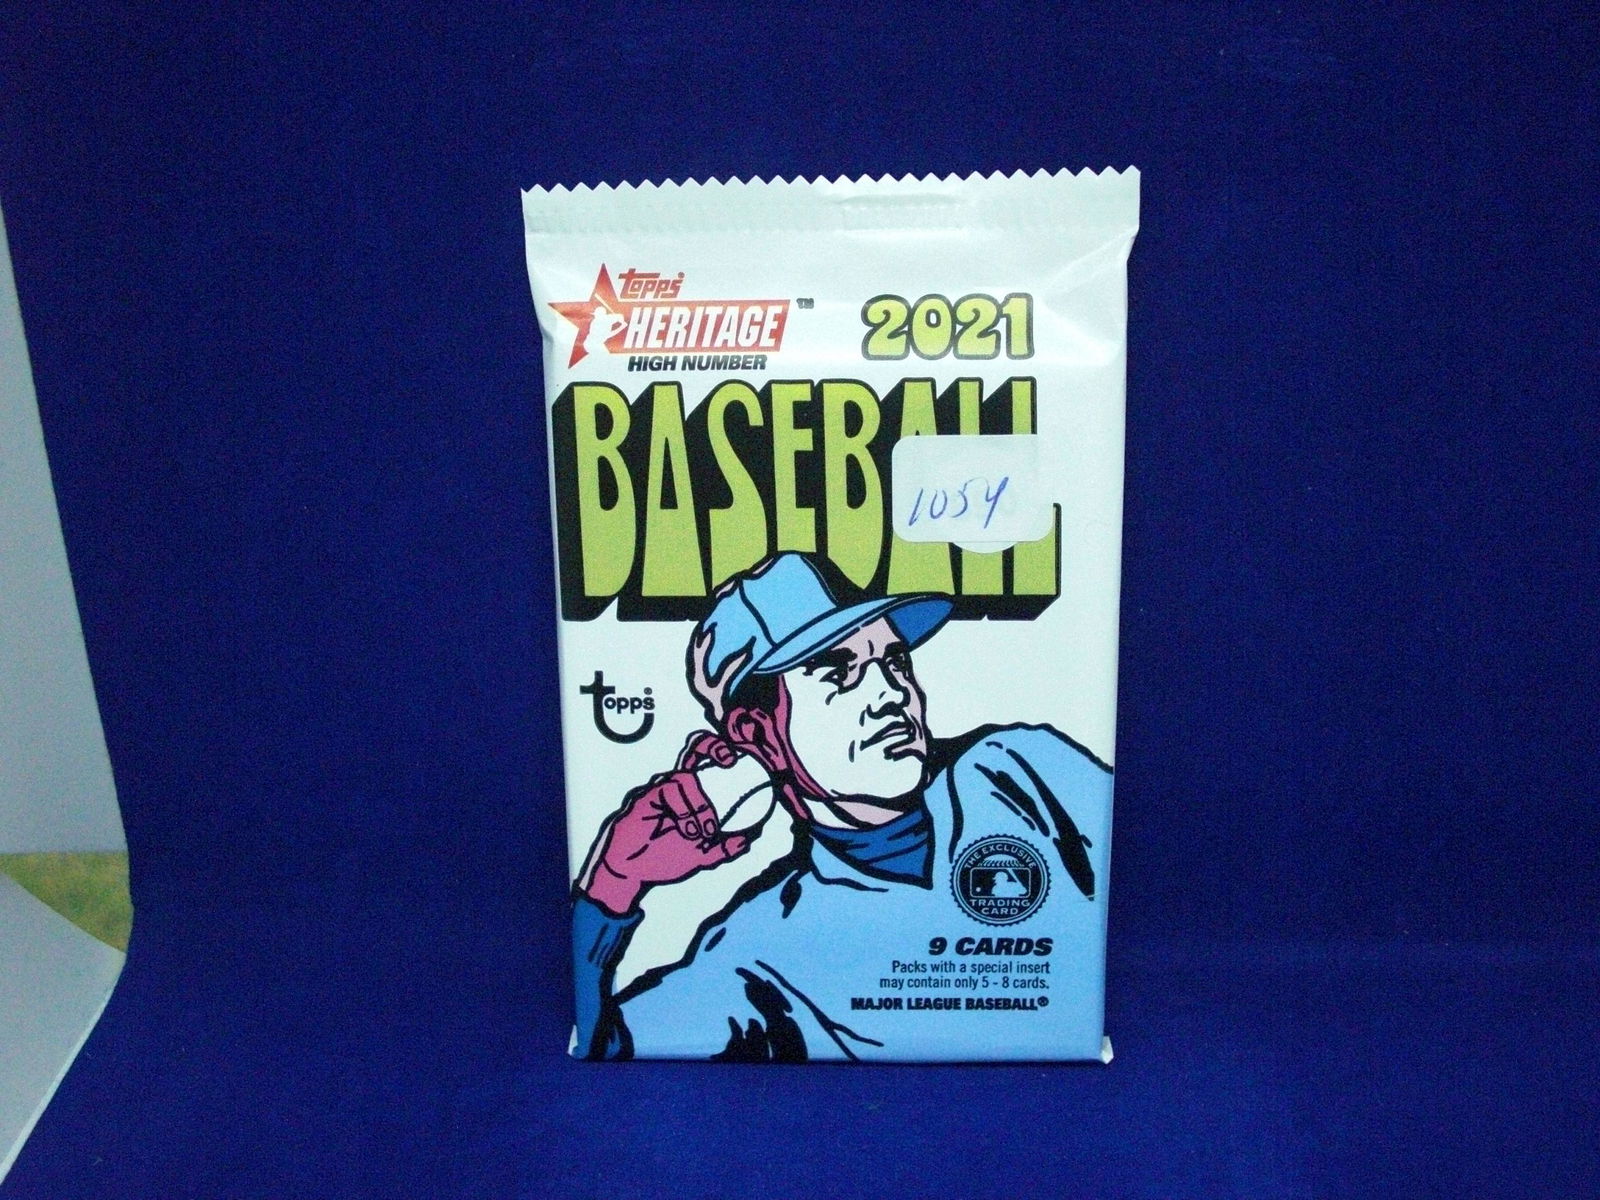 topps®
HERITAGE™
HIGH NUMBER
2021
BASEBALL
1054
topps®
THE EXCLUSIVE
TRADING
CARD
9 CARDS
Packs with a special insert
may contain only 5 - 8 cards.
MAJOR LEAGUE BASEBALL®